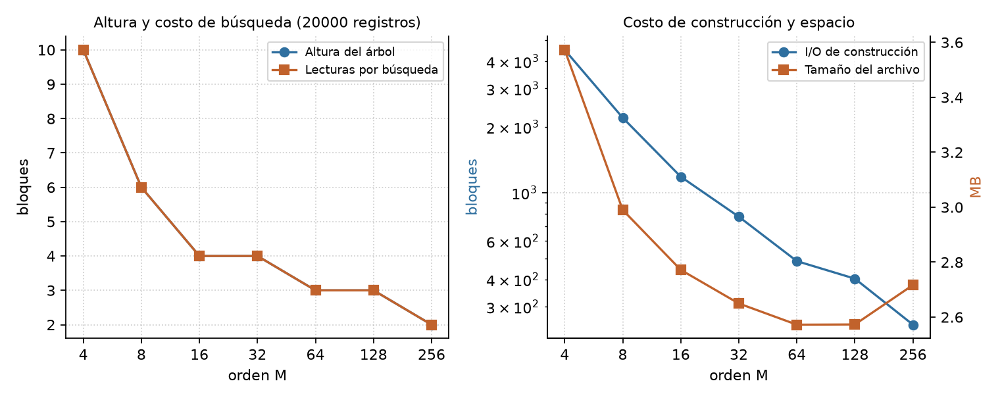 Altura y costo de búsqueda (20000 registros)
Altura del árbol
Lecturas por búsqueda
bloques
10
9
8
7
6
5
4
3
2
4 8 16 32 64 128 256
orden M
Costo de construcción y espacio
I/O de construcción
Tamaño del archivo
bloques
4 × 10³
3 × 10³
2 × 10³
10³
6 × 10²
4 × 10²
3 × 10²
3.6
3.4
3.2
3.0
2.8
2.6
MB
4 8 16 32 64 128 256
orden M